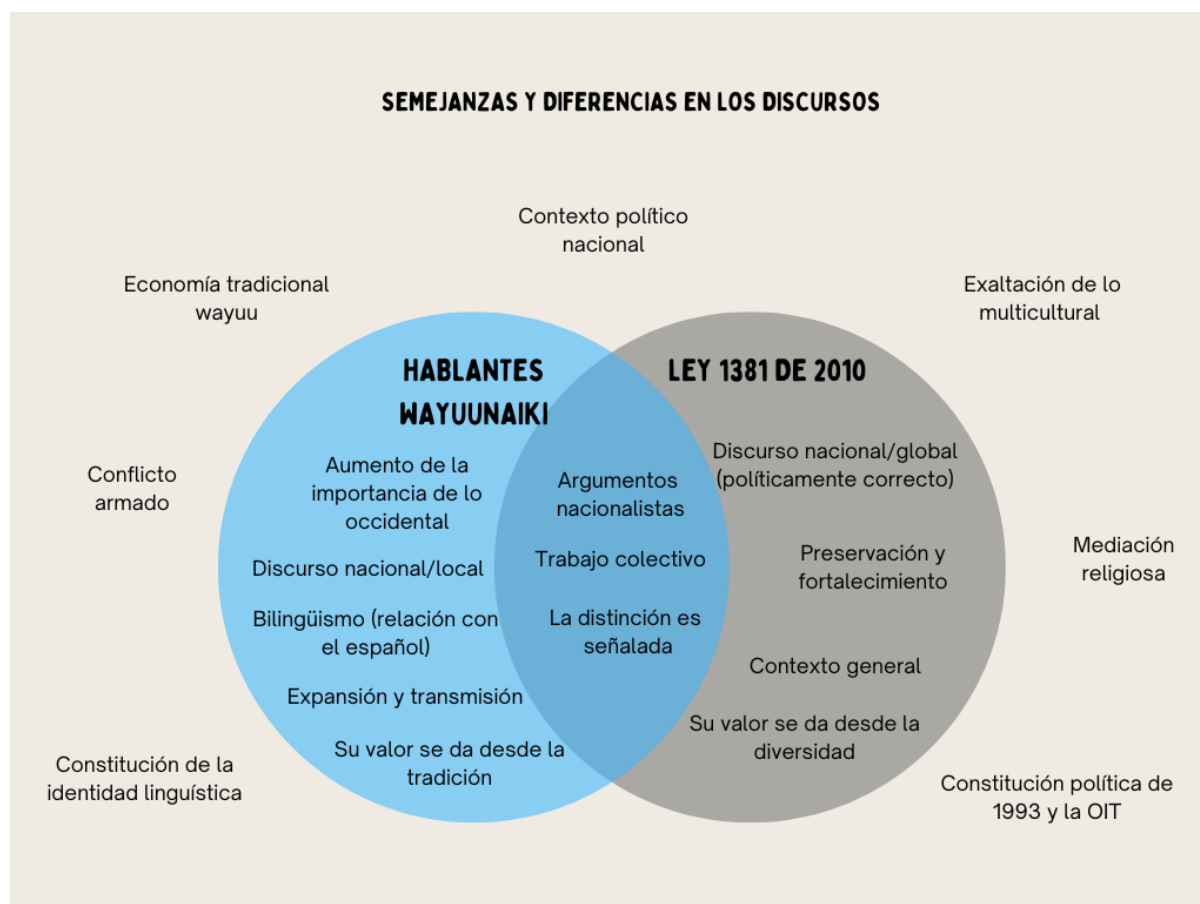 SEMEJANZAS Y DIFERENCIAS EN LOS DISCURSOS
Contexto político
nacional
Economía tradicional
wayuu
Exaltación de lo
multicultural
HABLANTES
WAYUUNAIKI
LEY 1381 DE 2010
Conflicto
armado
Aumento de la
importancia de lo
occidental
Discurso nacional/local
Bilingüismo (relación con
el español)
Expansión y transmisión
Su valor se da desde la
tradición
Argumentos
nacionalistas
Trabajo colectivo
La distinción es
señalada
Discurso nacional/global
(políticamente correcto)
Preservación y
fortalecimiento
Contexto general
Su valor se da desde la
diversidad
Mediación
religiosa
Constitución de la
identidad linguística
Constitución política de
1993 y la OIT